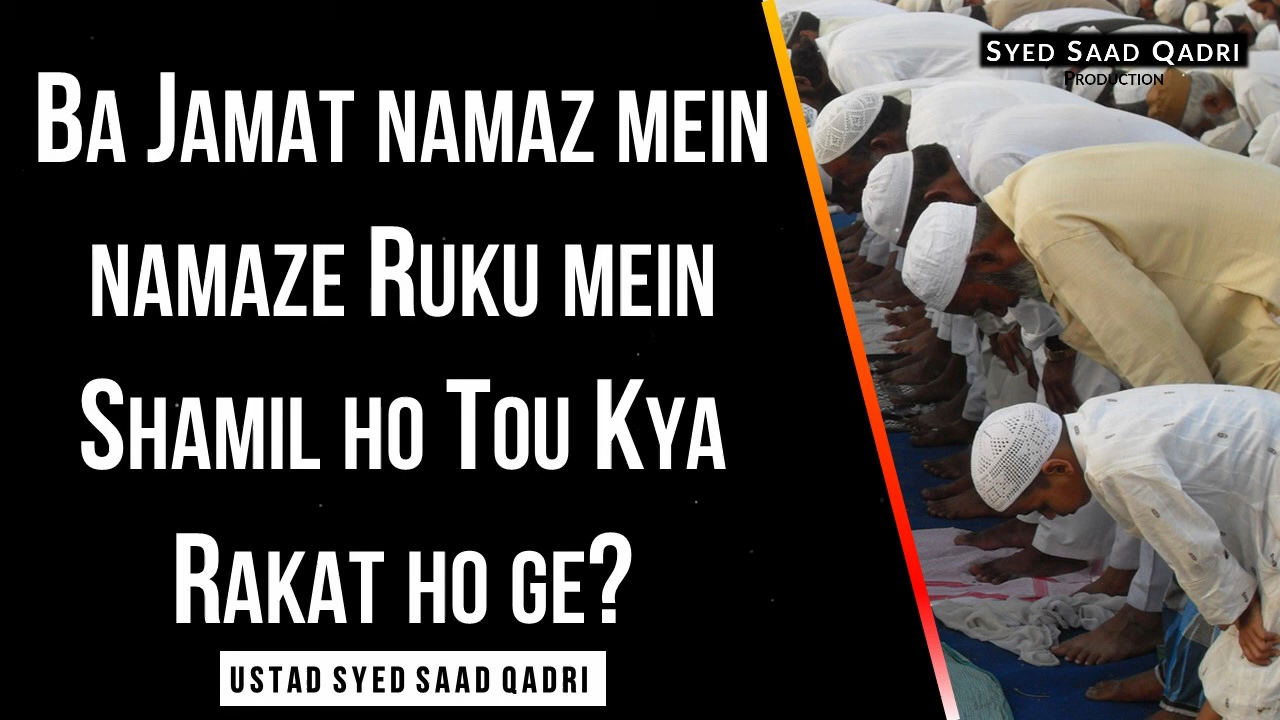 Ba Jamat namaz mein
namaze Ruku mein
Shamil ho Tou Kya
Rakat ho ge?
USTAD SYED SAAD QADRI
Syed Saad Qadri
Production